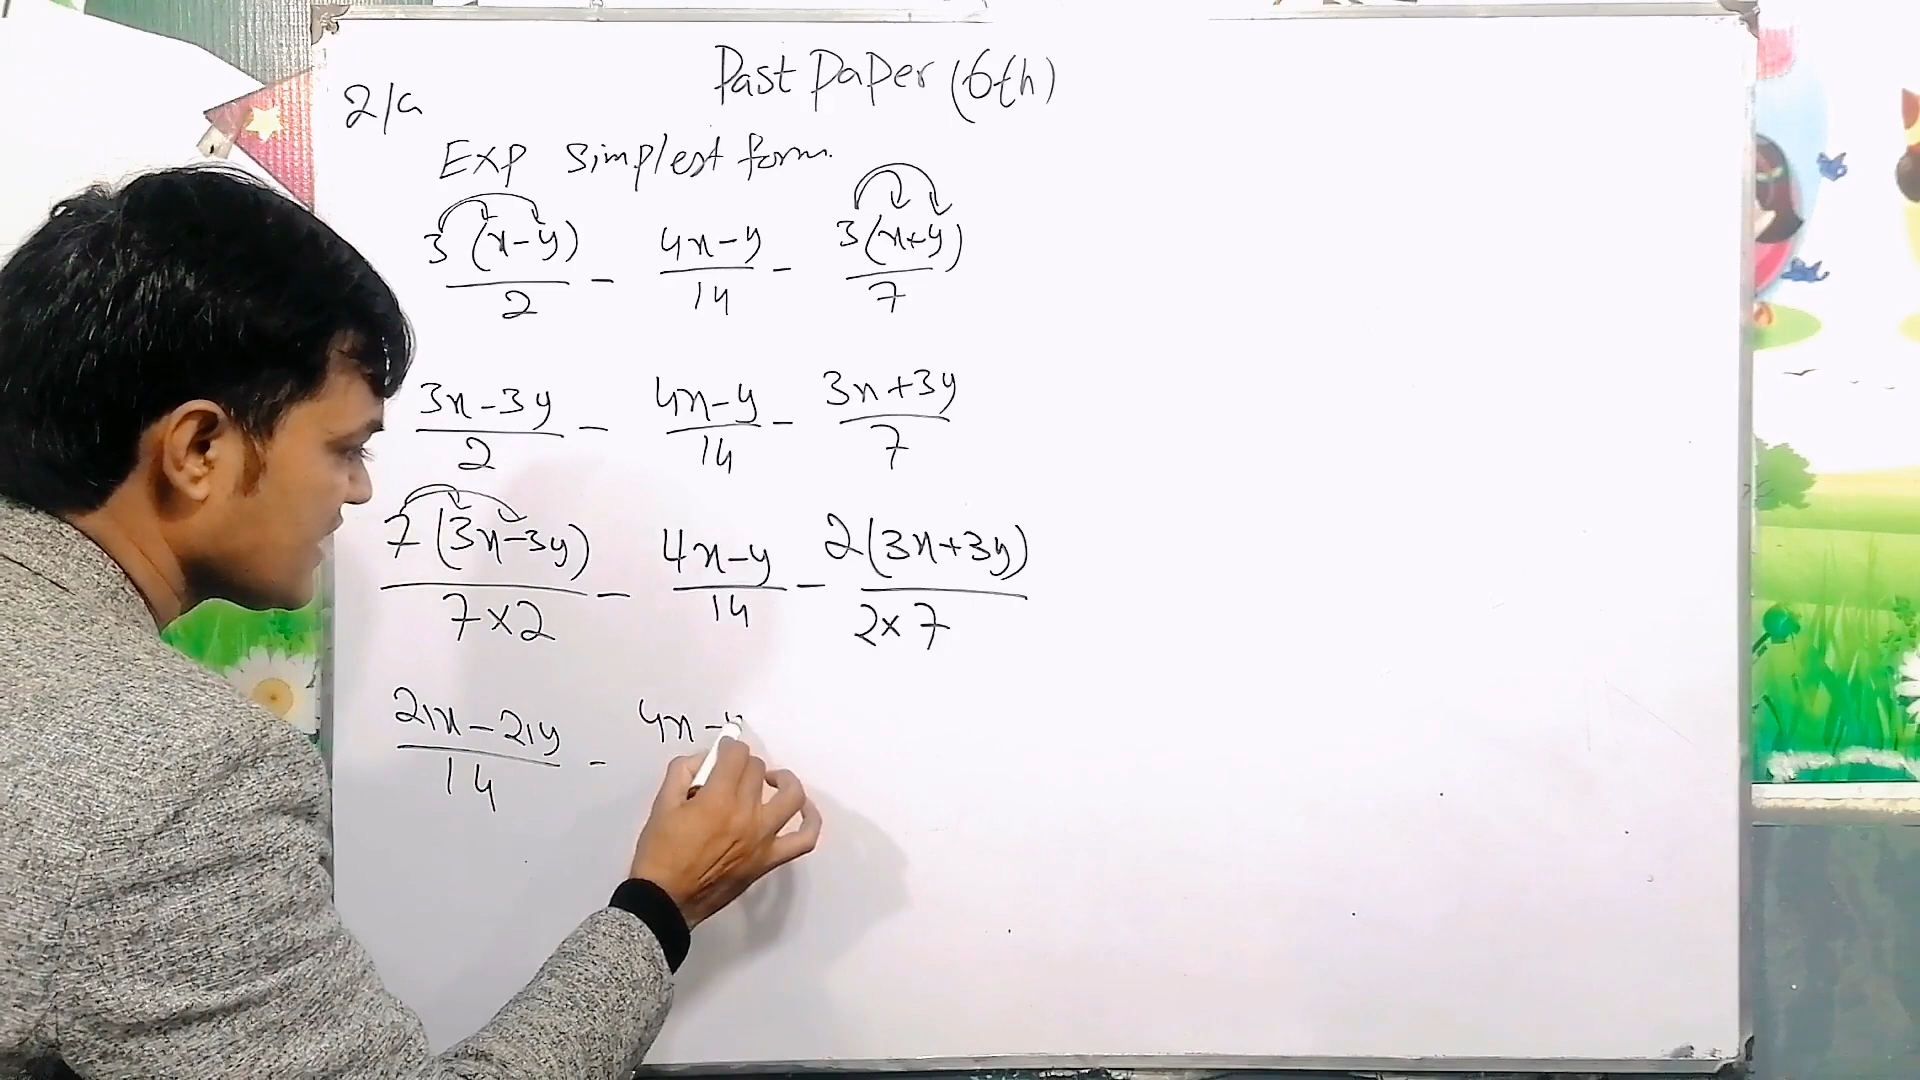 Past Paper (6th)
2/a
Exp simplest form.
3(x-y)/2 - 4x-y/14 - 3(x+y)/7
3x-3y/2 - 4x-y/14 - 3x+3y/7
7(3x-3y)/7×2 - 4x-y/14 - 2(3x+3y)/2×7
21x-21y/14 - 4x-